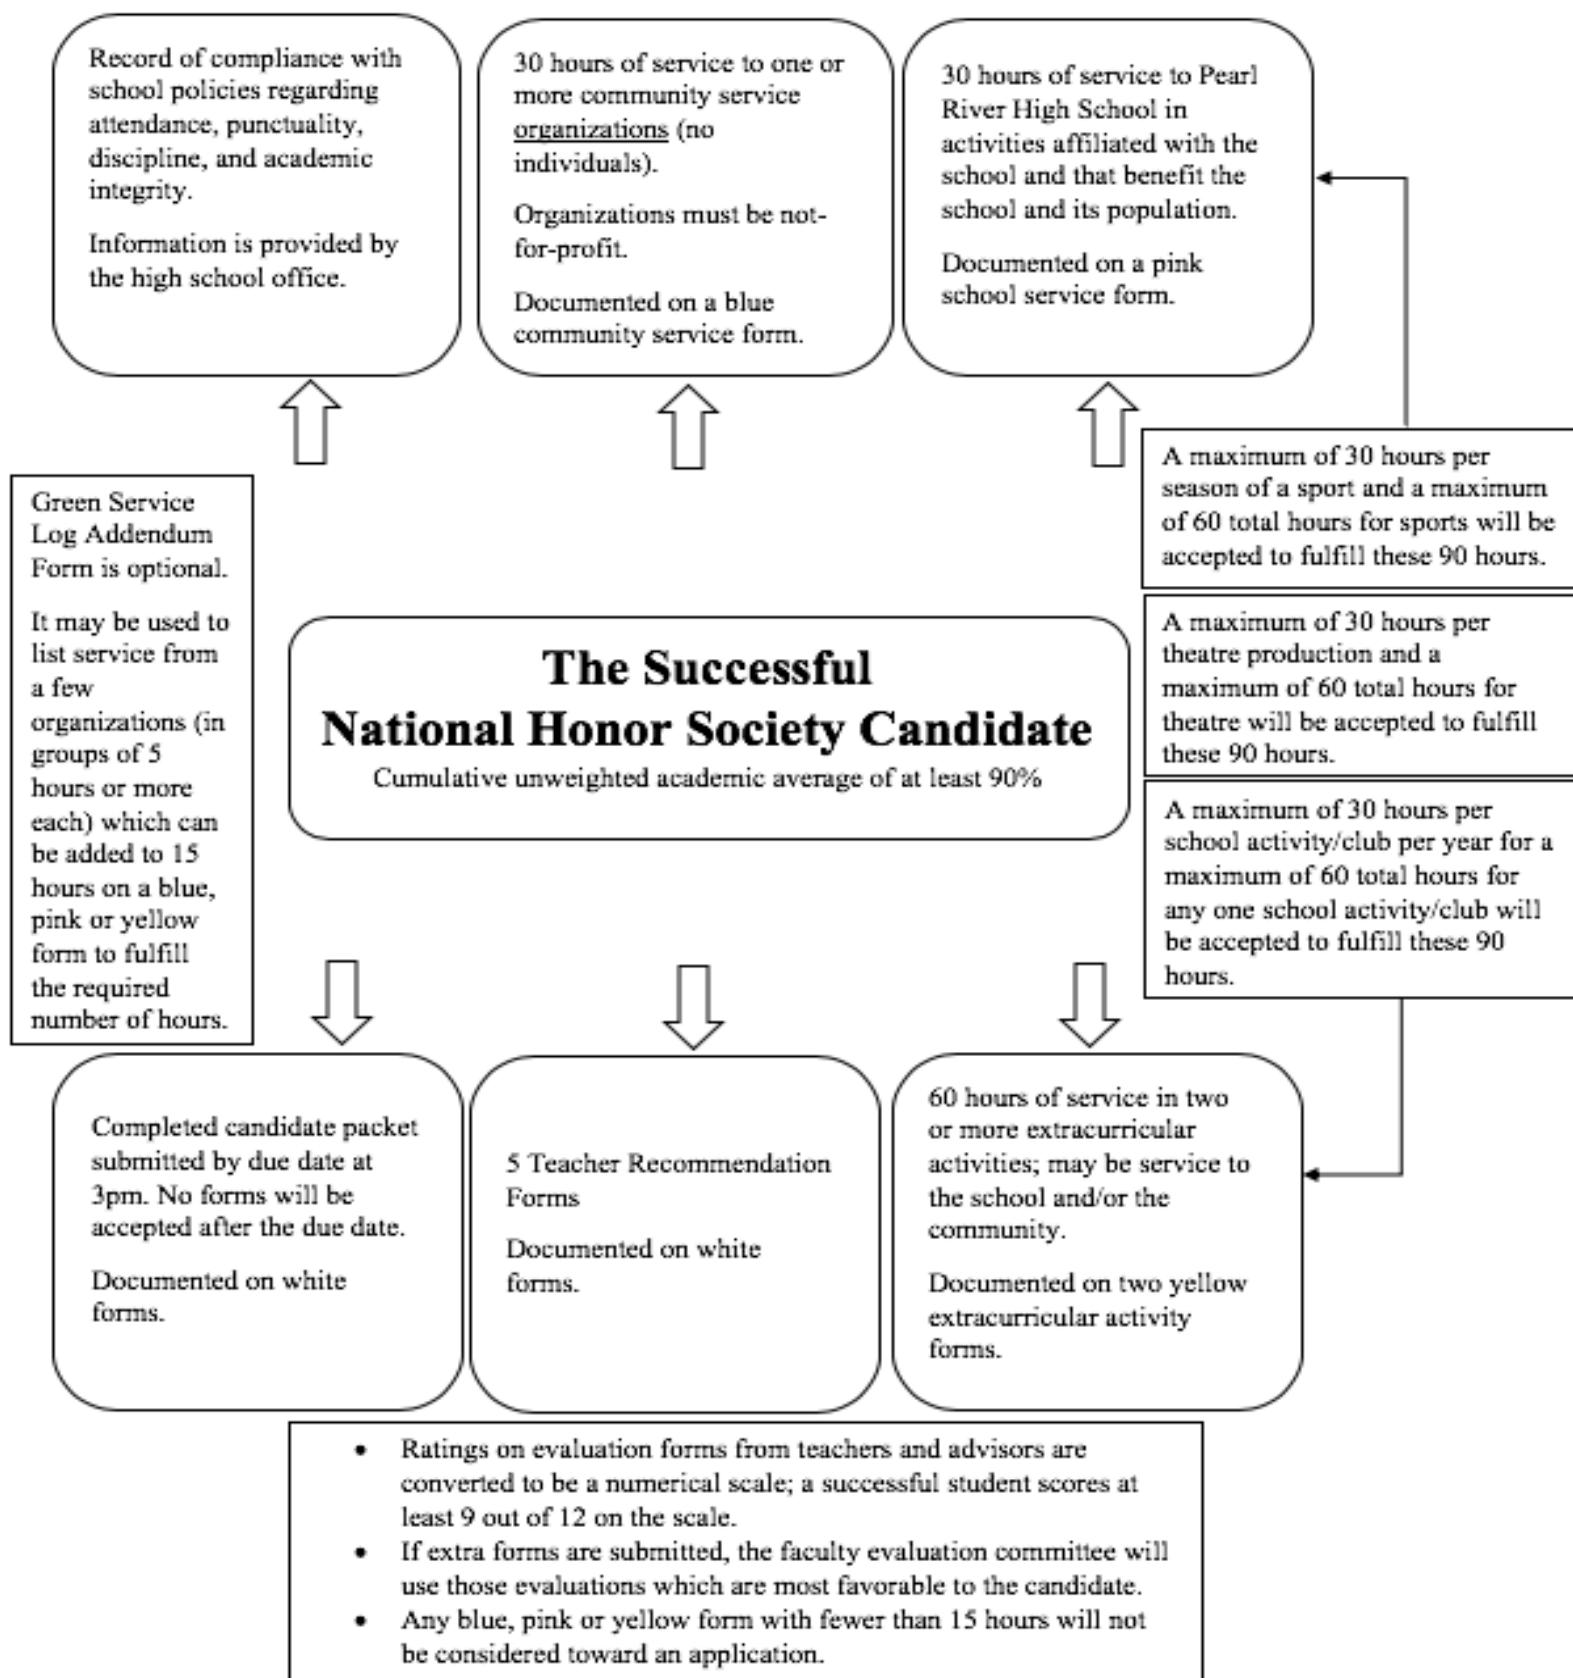 Record of compliance with
school policies regarding
attendance, punctuality,
discipline, and academic
integrity.
Information is provided by
the high school office.
30 hours of service to one or
more community service
organizations (no
individuals).
Organizations must be not-
for-profit.
Documented on a blue
community service form.
30 hours of service to Pearl
River High School in
activities affiliated with the
school and that benefit the
school and its population.
Documented on a pink
school service form.
Green Service
Log Addendum
Form is optional.
It may be used to
list service from
a few
organizations (in
groups of 5
hours or more
each) which can
be added to 15
hours on a blue,
pink or yellow
form to fulfill
the required
number of hours.
The Successful
National Honor Society Candidate
Cumulative unweighted academic average of at least 90%
A maximum of 30 hours per
season of a sport and a maximum
of 60 total hours for sports will be
accepted to fulfill these 90 hours.
A maximum of 30 hours per
theatre production and a
maximum of 60 total hours for
theatre will be accepted to fulfill
these 90 hours.
A maximum of 30 hours per
school activity/club per year for a
maximum of 60 total hours for
any one school activity/club will
be accepted to fulfill these 90
hours.
Completed candidate packet
submitted by due date at
3pm. No forms will be
accepted after the due date.
Documented on white
forms.
5 Teacher Recommendation
Forms
Documented on white
forms.
60 hours of service in two
or more extracurricular
activities; may be service to
the school and/or the
community.
Documented on two yellow
extracurricular activity
forms.
• Ratings on evaluation forms from teachers and advisors are
converted to be a numerical scale; a successful student scores at
least 9 out of 12 on the scale.
• If extra forms are submitted, the faculty evaluation committee will
use those evaluations which are most favorable to the candidate.
• Any blue, pink or yellow form with fewer than 15 hours will not
be considered toward an application.